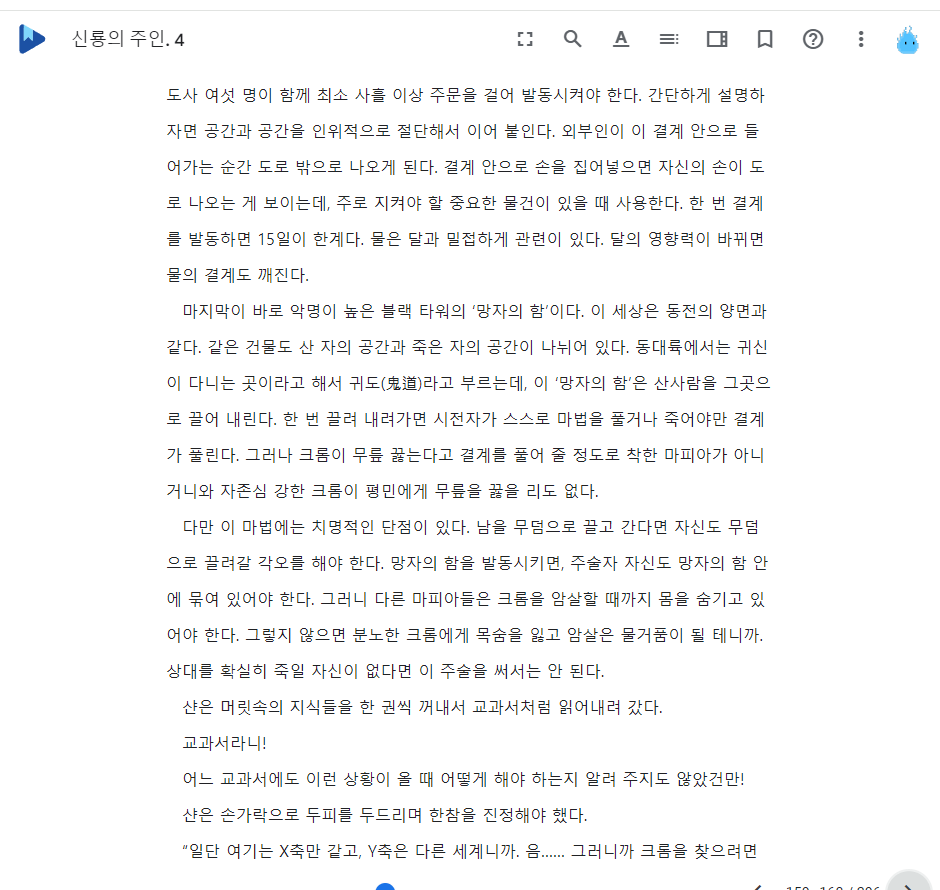 신룡의 주인. 4
도사 여섯 명이 함께 최소 사흘 이상 주문을 걸어 발동시켜야 한다. 간단하게 설명하
자면 공간과 공간을 인위적으로 절단해서 이어 붙인다. 외부인이 이 결계 안으로 들
어가는 순간 도로 밖으로 나오게 된다. 결계 안으로 손을 집어넣으면 자신의 손이 도
로 나오는 게 보이는데, 주로 지켜야 할 중요한 물건이 있을 때 사용한다. 한 번 결계
를 발동하면 15일이 한계다. 물은 달과 밀접하게 관련이 있다. 달의 영향력이 바뀌면
물의 결계도 깨진다.
마지막이 바로 악명이 높은 블랙 타워의 ‘망자의 함’이다. 이 세상은 동전의 양면과
같다. 같은 건물도 산 자의 공간과 죽은 자의 공간이 나뉘어 있다. 동대륙에서는 귀신
이 다니는 곳이라고 해서 귀도(鬼道)라고 부르는데, 이 ‘망자의 함’은 산사람을 그곳으
로 끌어 내린다. 한 번 끌려 내려가면 시전자가 스스로 마법을 풀거나 죽어야만 결계
가 풀린다. 그러나 크롬이 무릎 꿇는다고 결계를 풀어 줄 정도로 착한 마피아가 아니
거니와 자존심 강한 크롬이 평민에게 무릎을 꿇을 리도 없다.
다만 이 마법에는 치명적인 단점이 있다. 남을 무덤으로 끌고 간다면 자신도 무덤
으로 끌려갈 각오를 해야 한다. 망자의 함을 발동시키면, 주술자 자신도 망자의 함 안
에 묶여 있어야 한다. 그러니 다른 마피아들은 크롬을 암살할 때까지 몸을 숨기고 있
어야 한다. 그렇지 않으면 분노한 크롬에게 목숨을 잃고 암살은 물거품이 될 테니까.
상대를 확실히 죽일 자신이 없다면 이 주술을 써서는 안 된다.
샨은 머릿속의 지식들을 한 권씩 꺼내서 교과서처럼 읽어내려 갔다.
교과서라니!
어느 교과서에도 이런 상황이 올 때 어떻게 해야 하는지 알려 주지도 않았건만!
샨은 손가락으로 두피를 두드리며 한참을 진정해야 했다.
“일단 여기는 X축만 같고, Y축은 다른 세계니까. 음…… 그러니까 크롬을 찾으려면